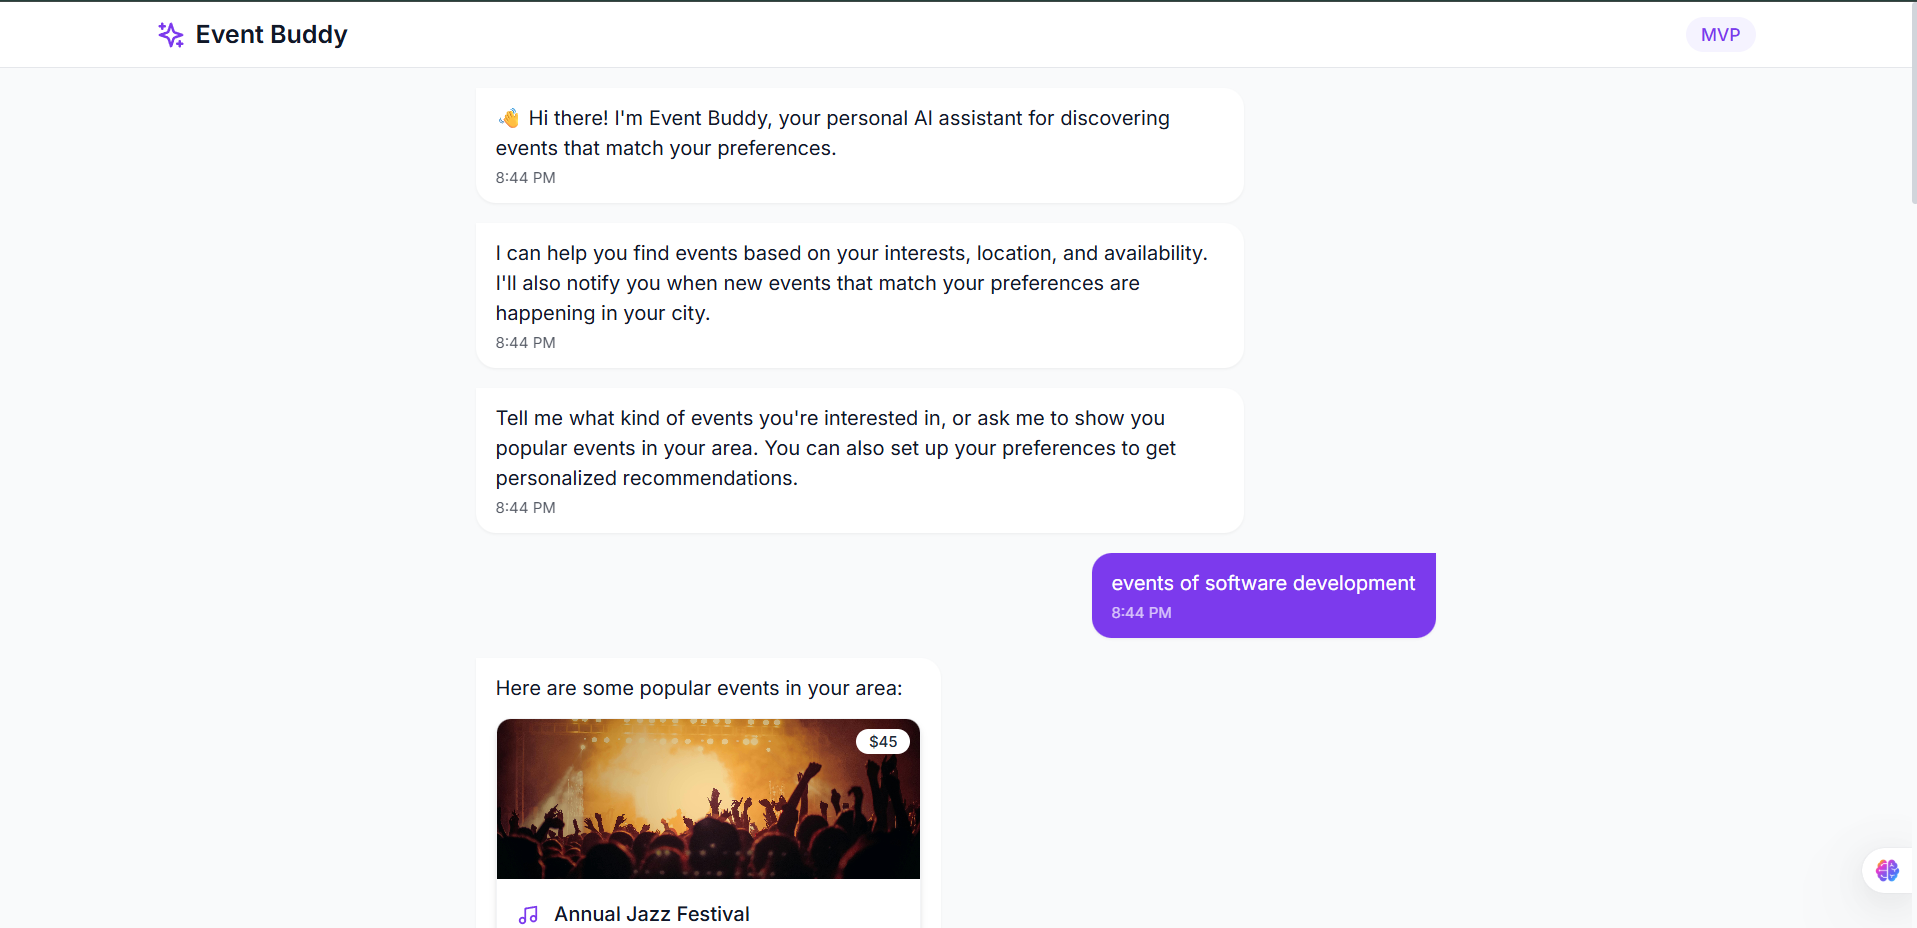 Event Buddy
MVP
👋 Hi there! I'm Event Buddy, your personal AI assistant for discovering
events that match your preferences.
8:44 PM
I can help you find events based on your interests, location, and availability.
I'll also notify you when new events that match your preferences are
happening in your city.
8:44 PM
Tell me what kind of events you're interested in, or ask me to show you
popular events in your area. You can also set up your preferences to get
personalized recommendations.
8:44 PM
events of software development
8:44 PM
Here are some popular events in your area:
$45
Annual Jazz Festival